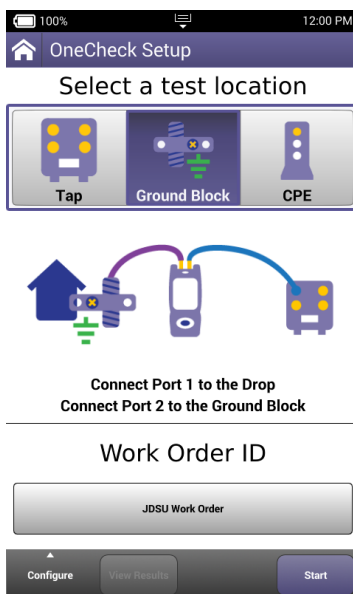 100%
12:00 PM
OneCheck Setup
Select a test location
Tap
Ground Block
CPE
Connect Port 1 to the Drop
Connect Port 2 to the Ground Block
Work Order ID
JDSU Work Order
Configure
View Results
Start